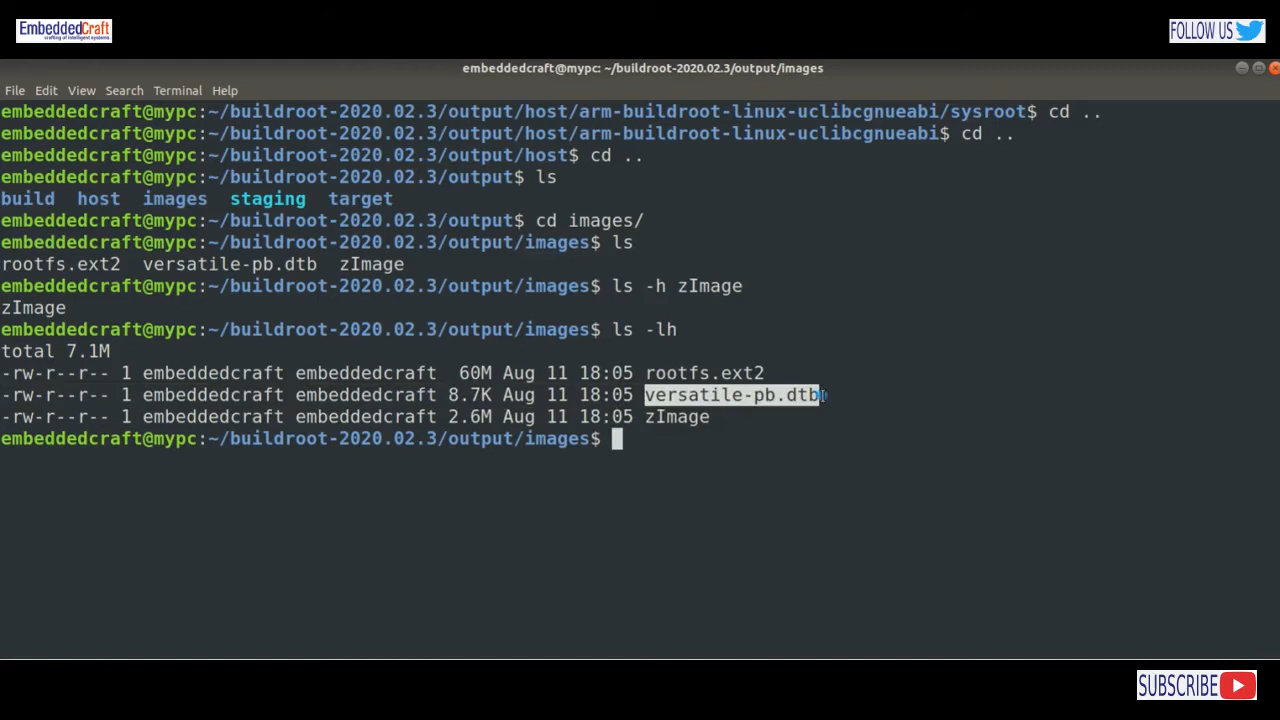 EmbeddedCraft
crafting of intelligent systems
FOLLOW US
embeddedcraft@mypc: ~/buildroot-2020.02.3/output/images
File Edit View Search Terminal Help
embeddedcraft@mypc:~/buildroot-2020.02.3/output/host/arm-buildroot-linux-uclibcgnueabi/sysroot$ cd ..
embeddedcraft@mypc:~/buildroot-2020.02.3/output/host/arm-buildroot-linux-uclibcgnueabi$ cd ..
embeddedcraft@mypc:~/buildroot-2020.02.3/output/host$ cd ..
embeddedcraft@mypc:~/buildroot-2020.02.3/output$ ls
build host images staging target
embeddedcraft@mypc:~/buildroot-2020.02.3/output$ cd images/
embeddedcraft@mypc:~/buildroot-2020.02.3/output/images$ ls
rootfs.ext2 versatile-pb.dtb zImage
embeddedcraft@mypc:~/buildroot-2020.02.3/output/images$ ls -h zImage
zImage
embeddedcraft@mypc:~/buildroot-2020.02.3/output/images$ ls -lh
total 7.1M
-rw-r--r-- 1 embeddedcraft embeddedcraft 60M Aug 11 18:05 rootfs.ext2
-rw-r--r-- 1 embeddedcraft embeddedcraft 8.7K Aug 11 18:05 versatile-pb.dtb
-rw-r--r-- 1 embeddedcraft embeddedcraft 2.6M Aug 11 18:05 zImage
embeddedcraft@mypc:~/buildroot-2020.02.3/output/images$
SUBSCRIBE